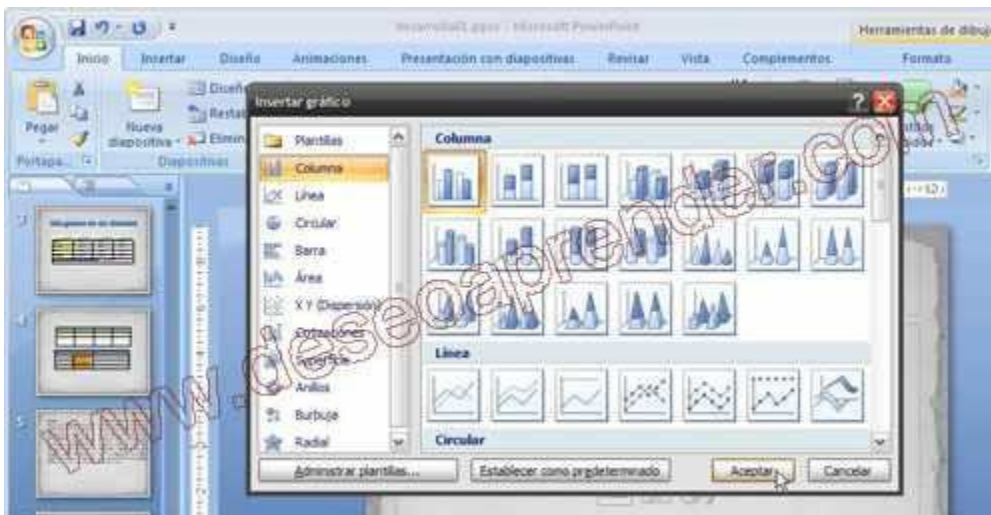 Microsoft PowerPoint
Herramientas de dibujo
Inicio Insertar Diseño Animaciones Presentación con diapositivas Revisar Vista Complementos Formato
Pegar
Nueva diapositiva
Diapositivas
Insertar gráfico
?
Plantillas
Columna
Línea
Circular
Barra
Área
X Y (Dispersión)
Cotizaciones
Superficie
Anillos
Burbuja
Radial
Columna
Línea
Circular
Administrar plantillas...
Establecer como predeterminado
Aceptar
Cancelar
www.deseoaprender.com